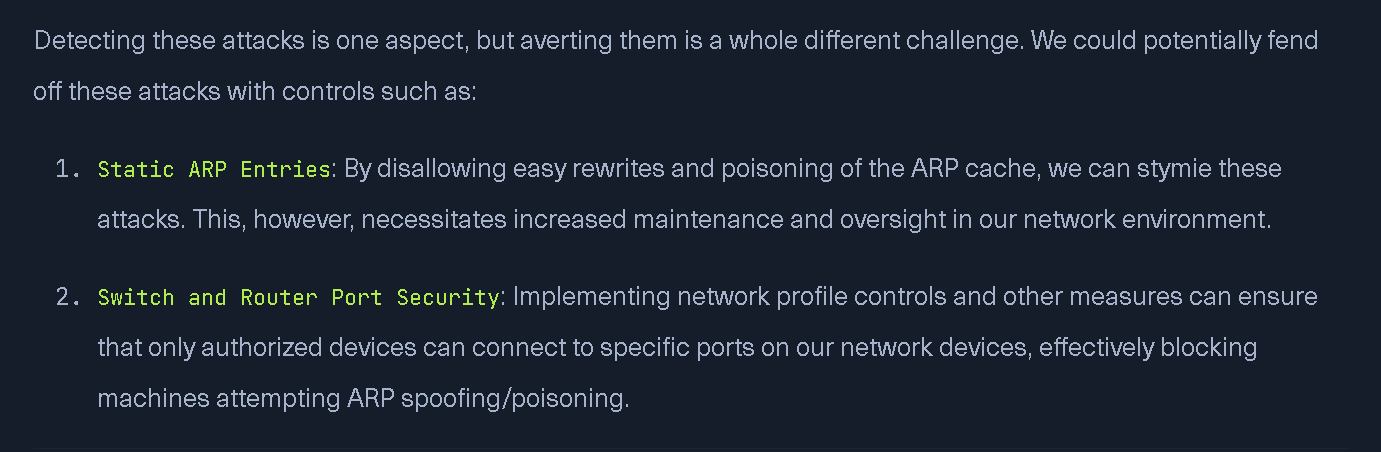 Detecting these attacks is one aspect, but averting them is a whole different challenge. We could potentially fend
off these attacks with controls such as:
1. Static ARP Entries: By disallowing easy rewrites and poisoning of the ARP cache, we can stymie these
attacks. This, however, necessitates increased maintenance and oversight in our network environment.
2. Switch and Router Port Security: Implementing network profile controls and other measures can ensure
that only authorized devices can connect to specific ports on our network devices, effectively blocking
machines attempting ARP spoofing/poisoning.